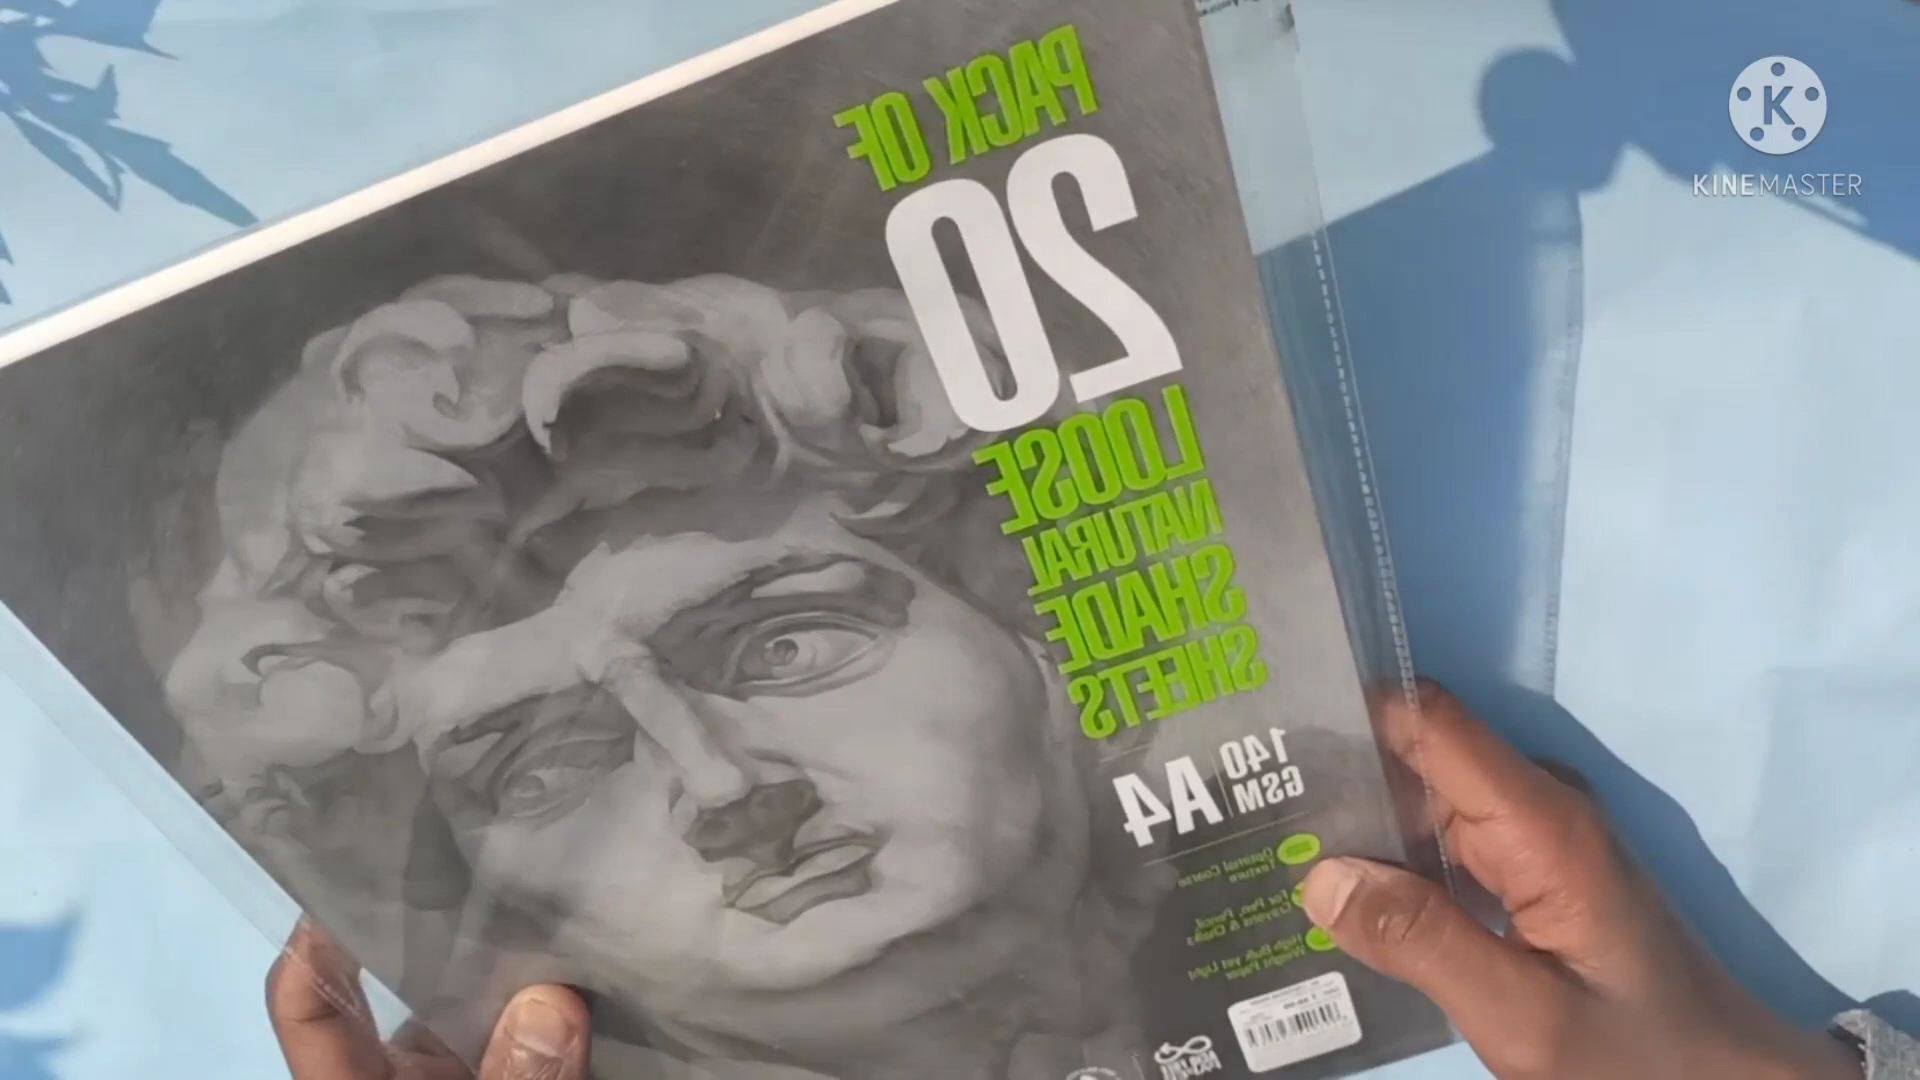 PACK OF
20
LOOSE
NATURAL
SHADE
SHEETS
A4
140
GSM
Optimal Coarse
Texture
For Pen, Pencil,
Crayons & Chalks
High Bulk yet Light
Weight Paper
K
KINEMASTER